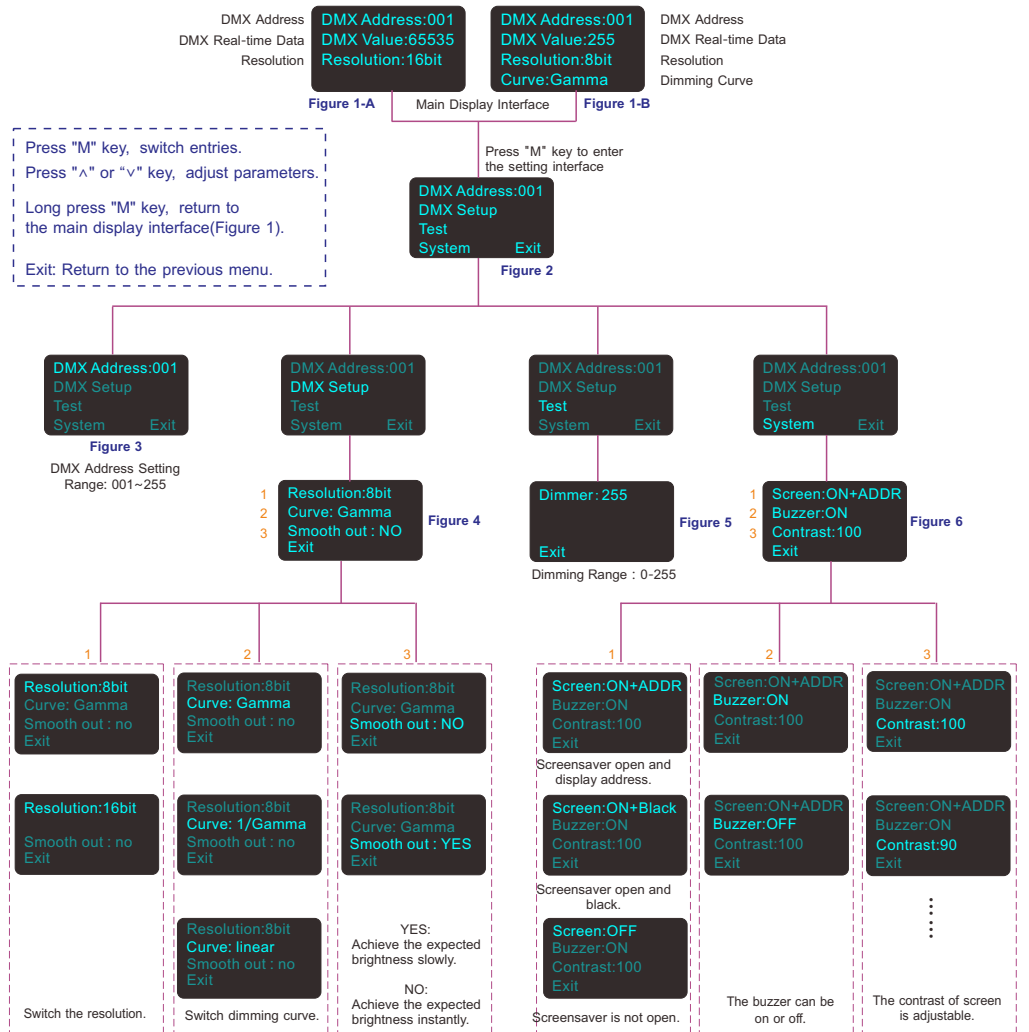 DMX Address
DMX Real-time Data
Resolution
DMX Address:001
DMX Value:65535
Resolution:16bit
DMX Address:001
DMX Value:255
Resolution:8bit
Curve:Gamma
DMX Address
DMX Real-time Data
Resolution
Dimming Curve
Figure 1-A
Main Display Interface
Figure 1-B
Press "M" key, switch entries.
Press "∧" or “∨” key, adjust parameters.
Long press "M" key, return to
the main display interface(Figure 1).
Exit: Return to the previous menu.
Press "M" key to enter
the setting interface
DMX Address:001
DMX Setup
Test
System Exit
Figure 2
DMX Address:001
DMX Setup
Test
System Exit
Figure 3
DMX Address Setting
Range: 001~255
DMX Address:001
DMX Setup
Test
System Exit
DMX Address:001
DMX Setup
Test
System Exit
DMX Address:001
DMX Setup
Test
System Exit
1 Resolution:8bit
2 Curve: Gamma
3 Smooth out : NO
Exit
Figure 4
Dimmer: 255
Exit
Figure 5
Dimming Range : 0-255
1 Screen:ON+ADDR
2 Buzzer:ON
3 Contrast:100
Exit
Figure 6
1
Resolution:8bit
Curve: Gamma
Smooth out : no
Exit
Resolution:16bit
Smooth out : no
Exit
Switch the resolution.
2
Resolution:8bit
Curve: Gamma
Smooth out : no
Exit
Resolution:8bit
Curve: 1/Gamma
Smooth out : no
Exit
Resolution:8bit
Curve: linear
Smooth out : no
Exit
Switch dimming curve.
3
Resolution:8bit
Curve: Gamma
Smooth out : NO
Exit
Resolution:8bit
Curve: Gamma
Smooth out : YES
Exit
YES:
Achieve the expected
brightness slowly.
NO:
Achieve the expected
brightness instantly.
1
Screen:ON+ADDR
Buzzer:ON
Contrast:100
Exit
Screensaver open and
display address.
Screen:ON+Black
Buzzer:ON
Contrast:100
Exit
Screensaver open and
black.
Screen:OFF
Buzzer:ON
Contrast:100
Exit
Screensaver is not open.
2
Screen:ON+ADDR
Buzzer:ON
Contrast:100
Exit
Screen:ON+ADDR
Buzzer:OFF
Contrast:100
Exit
The buzzer can be
on or off.
3
Screen:ON+ADDR
Buzzer:ON
Contrast:100
Exit
Screen:ON+ADDR
Buzzer:ON
Contrast:90
Exit
The contrast of screen
is adjustable.